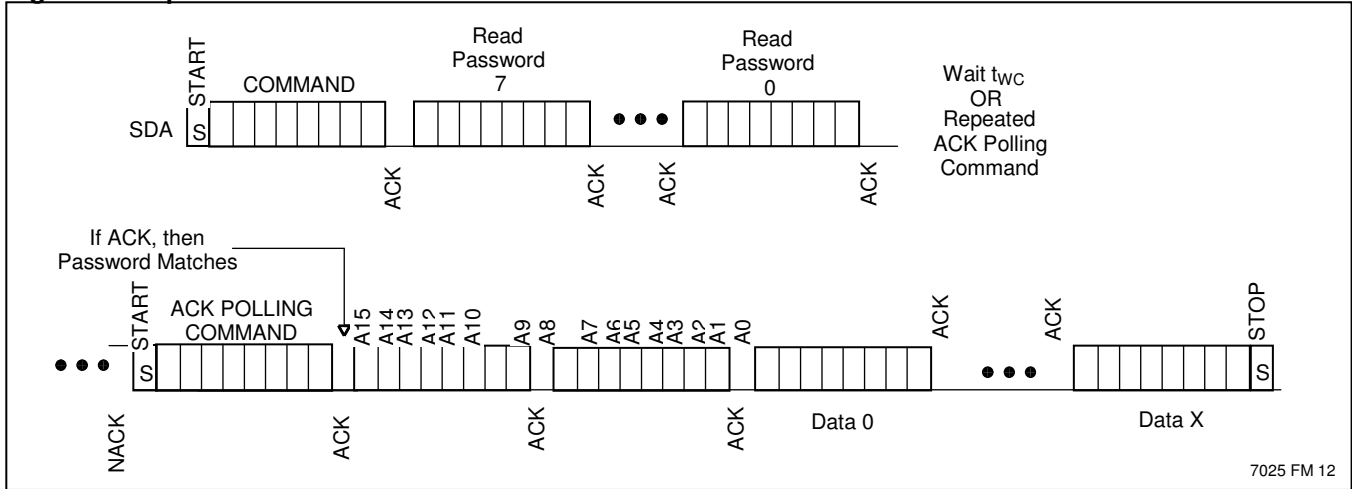 START
COMMAND
Read
Password
7
Read
Password
0
Wait tWC
OR
Repeated
ACK Polling
Command
SDA
S
ACK
ACK
ACK
ACK
If ACK, then
Password Matches
START
ACK POLLING
COMMAND
A15
A14
A13
A12
A11
A10
A9
A8
A7
A6
A5
A4
A3
A2
A1
A0
ACK
ACK
STOP
S
S
NACK
ACK
ACK
ACK
Data 0
Data X
7025 FM 12